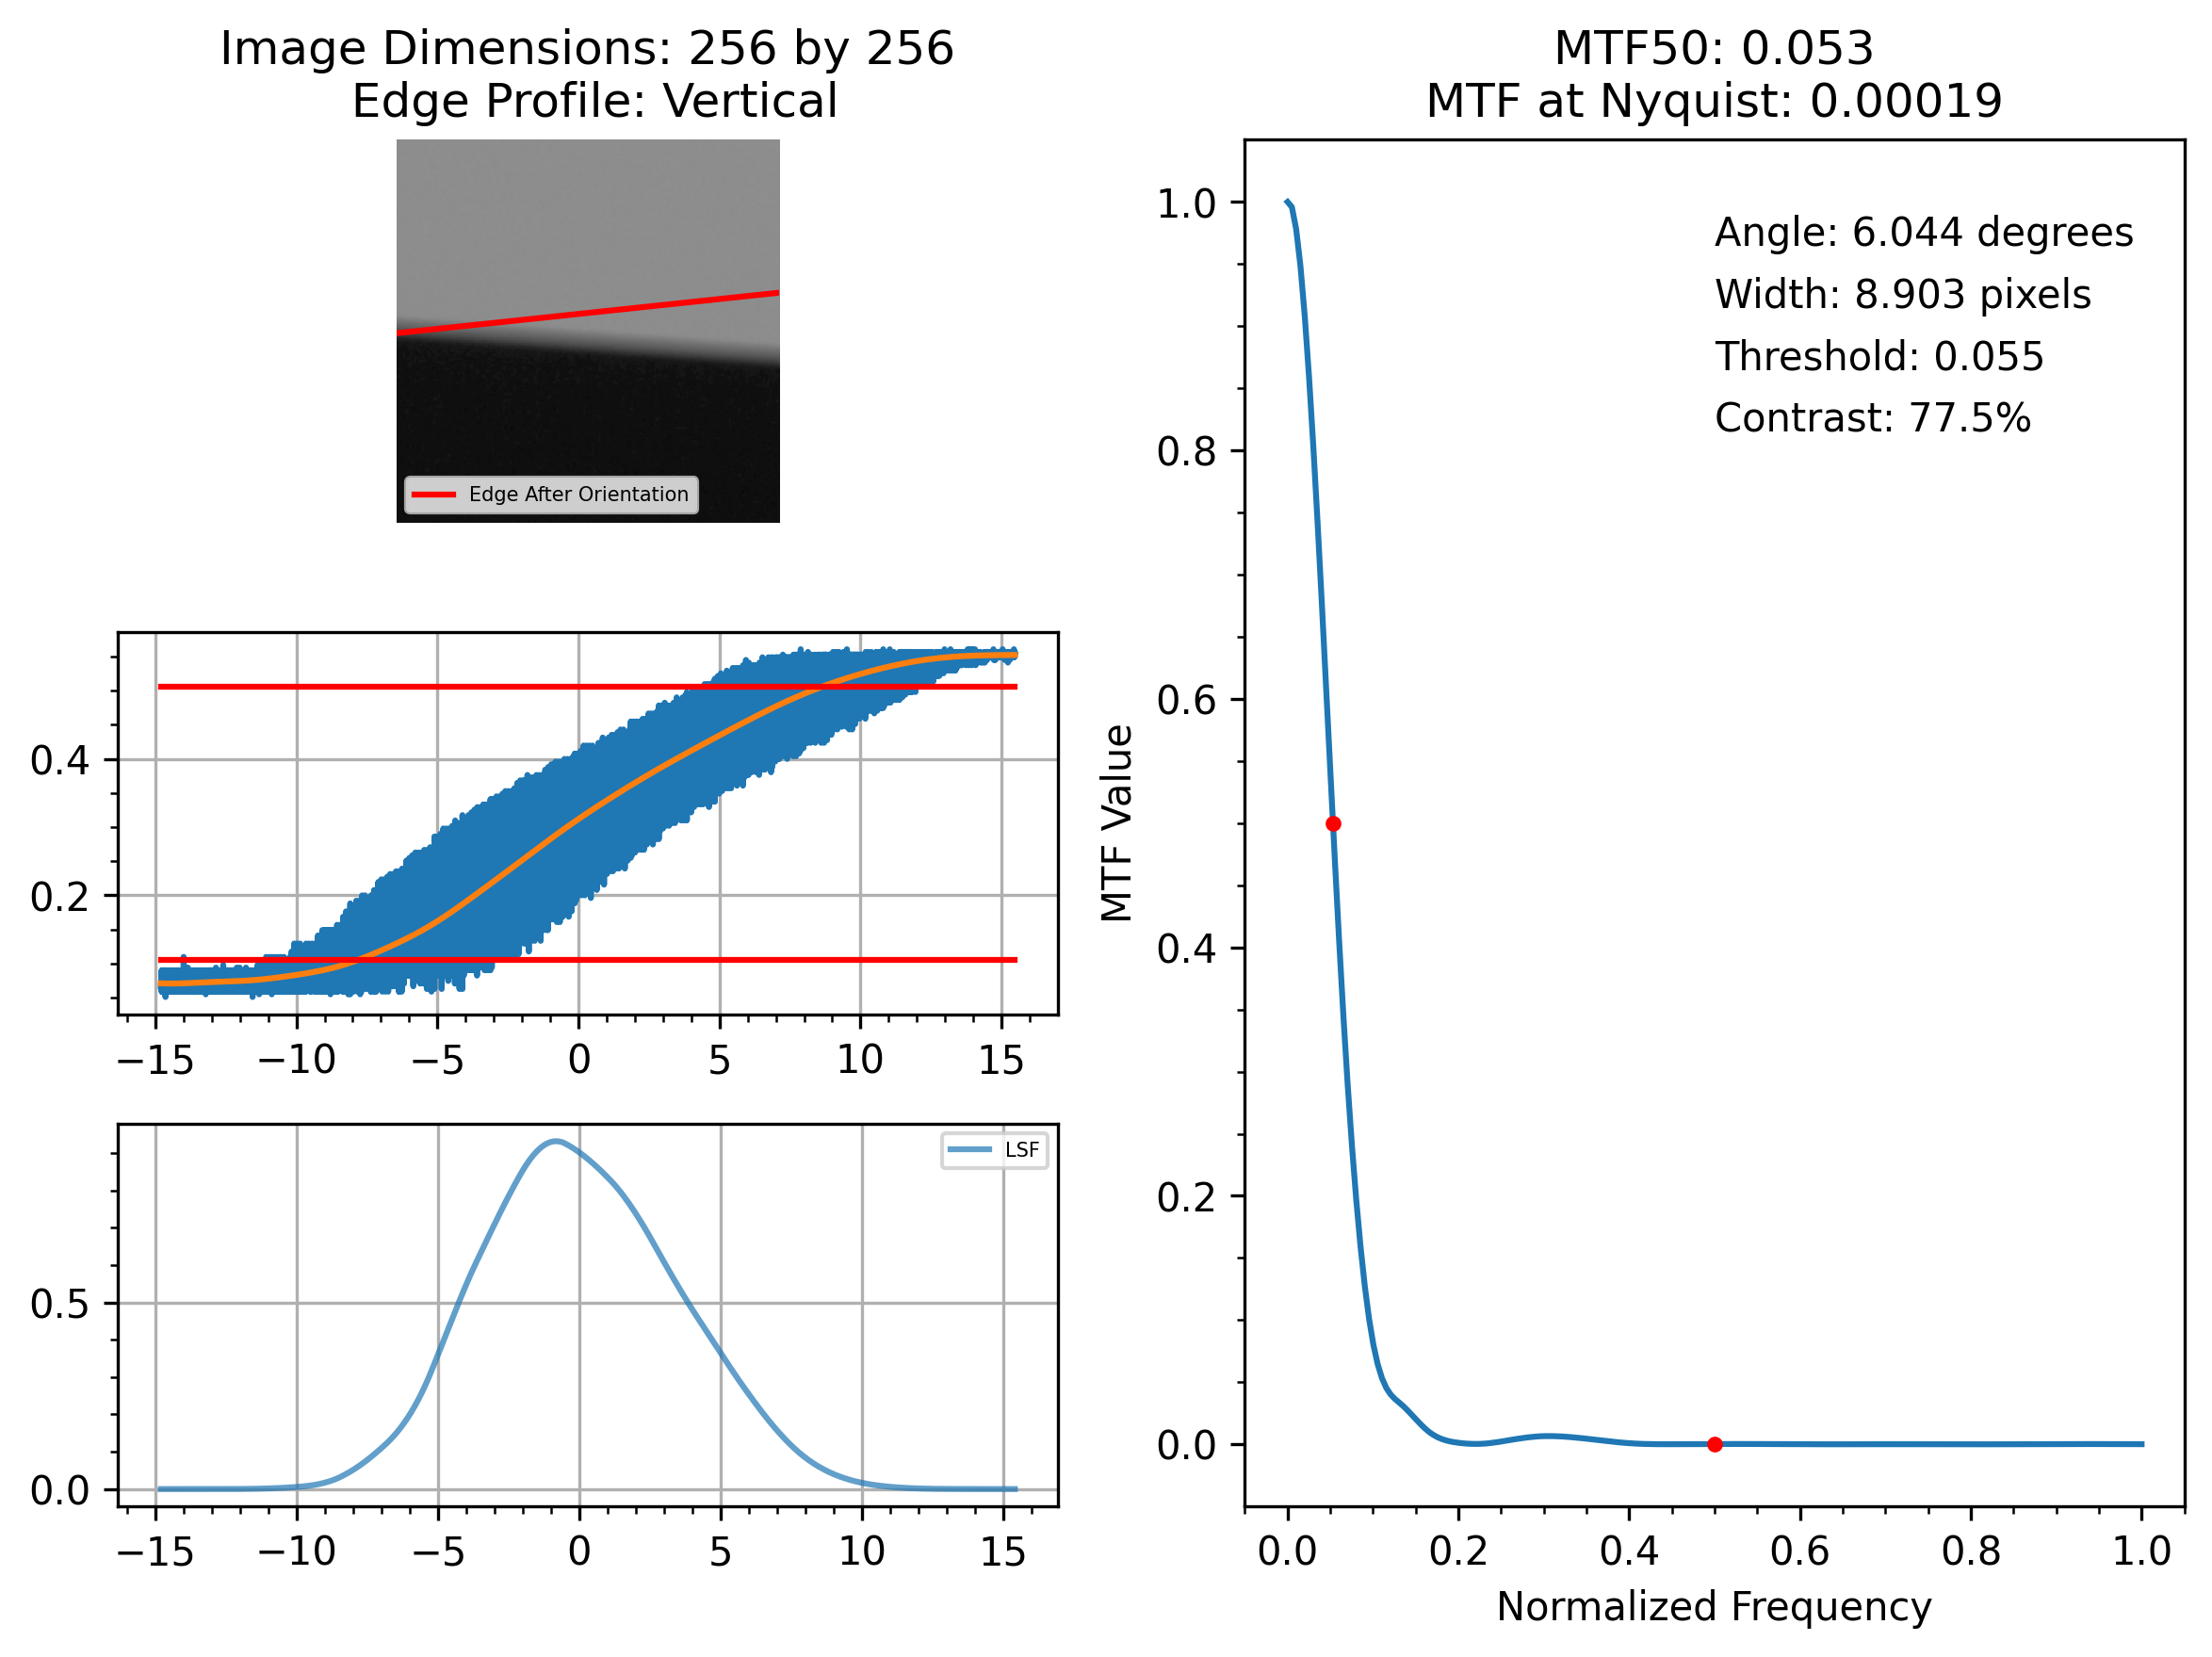 Image Dimensions: 256 by 256
Edge Profile: Vertical
Edge After Orientation
0.4
0.2
−15 −10 −5 0 5 10 15
LSF
0.5
0.0
−15 −10 −5 0 5 10 15
MTF50: 0.053
MTF at Nyquist: 0.00019
Angle: 6.044 degrees
Width: 8.903 pixels
Threshold: 0.055
Contrast: 77.5%
MTF Value
1.0
0.8
0.6
0.4
0.2
0.0
0.0 0.2 0.4 0.6 0.8 1.0
Normalized Frequency